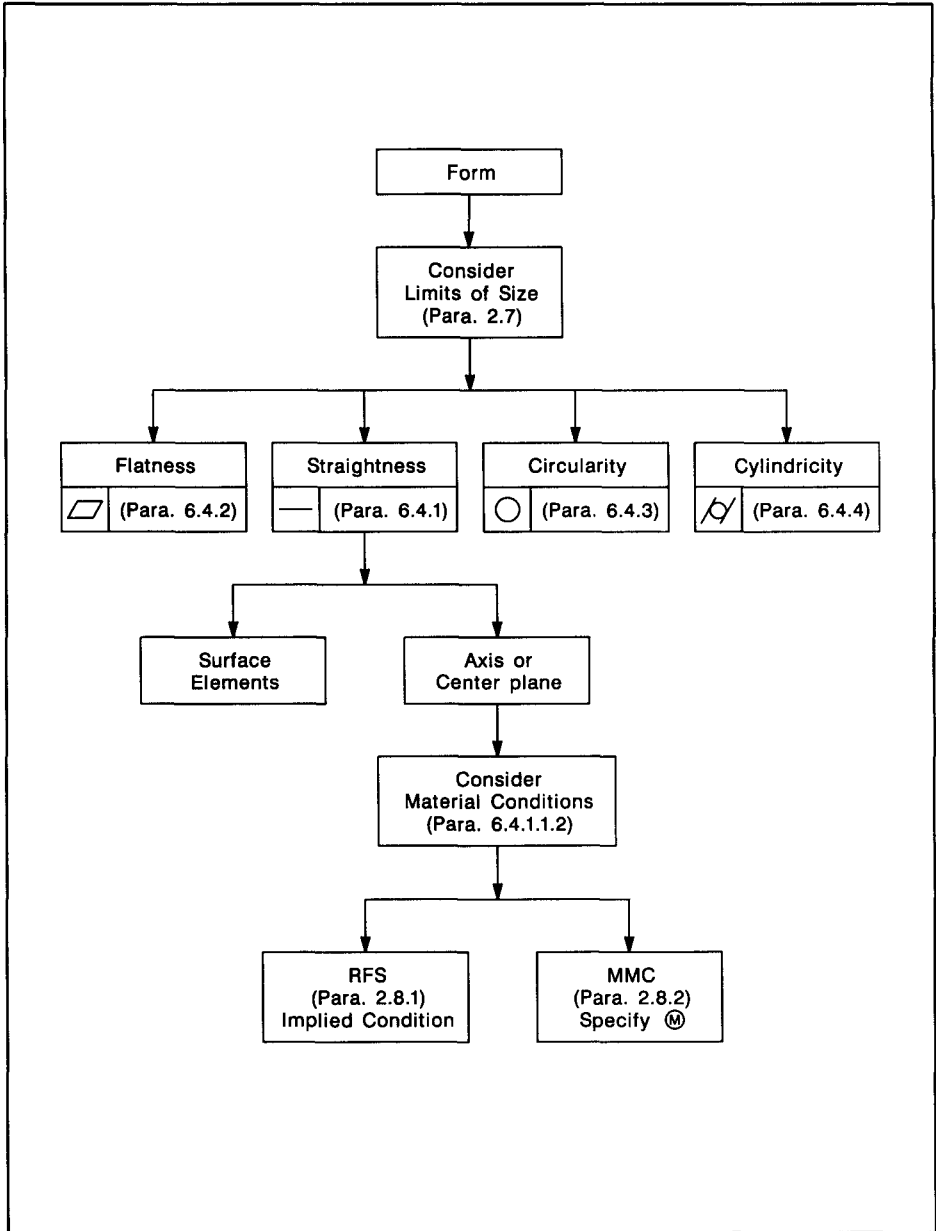 Form
Consider
Limits of Size
(Para. 2.7)
Flatness
(Para. 6.4.2)
Straightness
(Para. 6.4.1)
Circularity
(Para. 6.4.3)
Cylindricity
(Para. 6.4.4)
Surface
Elements
Axis or
Center plane
Consider
Material Conditions
(Para. 6.4.1.1.2)
RFS
(Para. 2.8.1)
Implied Condition
MMC
(Para. 2.8.2)
Specify Ⓜ